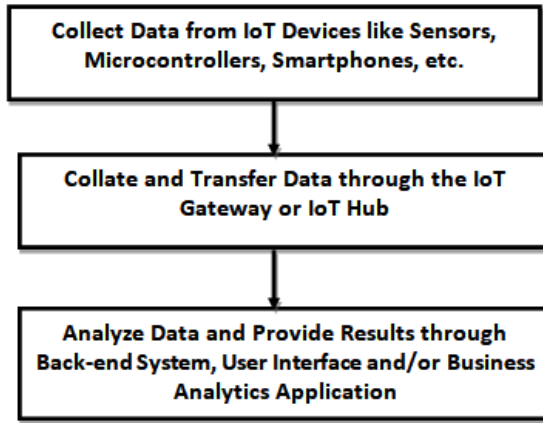 Collect Data from IoT Devices like Sensors,
Microcontrollers, Smartphones, etc.
Collate and Transfer Data through the IoT
Gateway or IoT Hub
Analyze Data and Provide Results through
Back-end System, User Interface and/or Business
Analytics Application